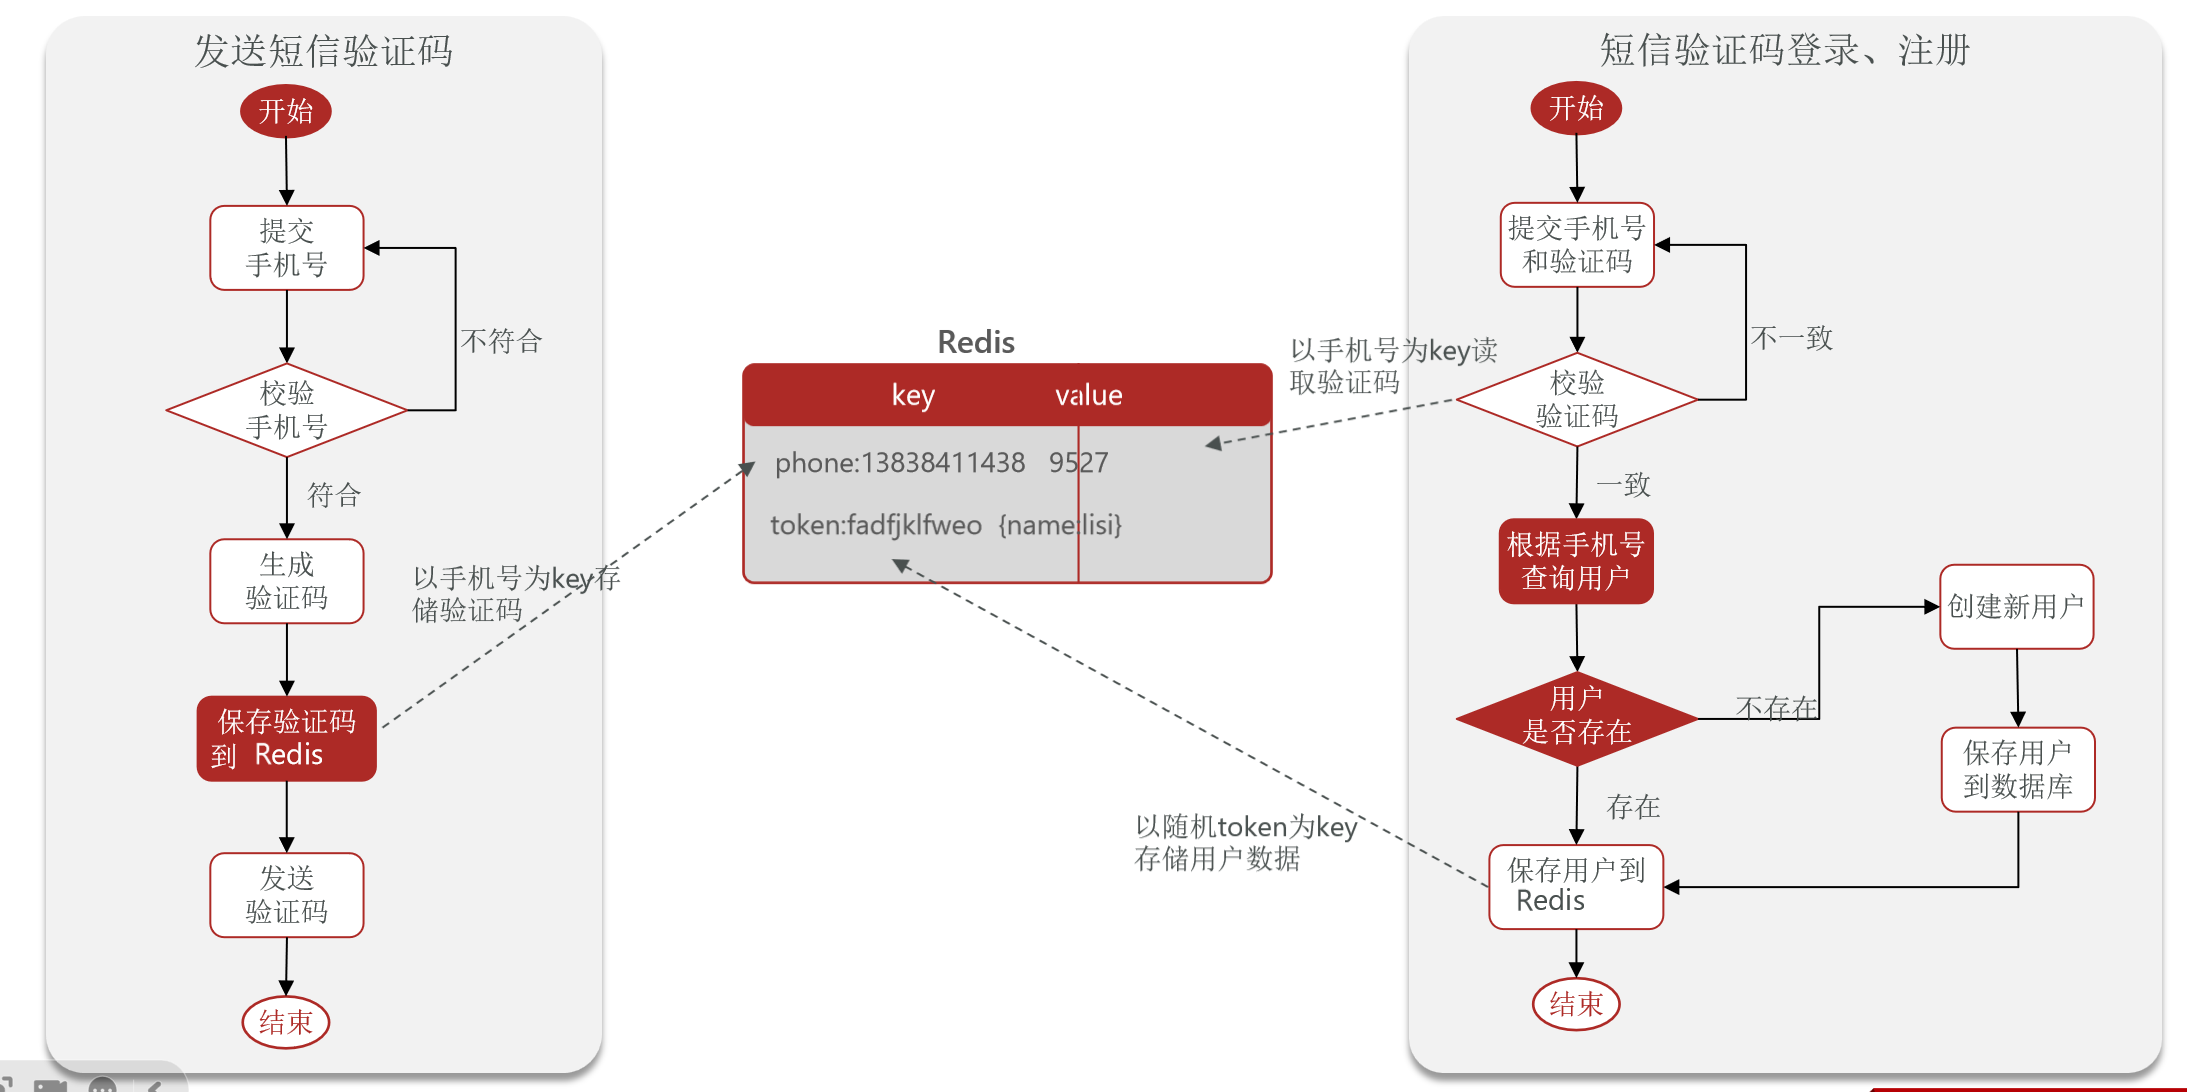 发送短信验证码
开始
提交
手机号
不符合
校验
手机号
符合
生成
验证码
以手机号为key存
储验证码
保存验证码
到 Redis
发送
验证码
结束
Redis
key value
phone:13838411438 9527
token:fadfjklfweo {name:lisi}
以手机号为key读
取验证码
以随机token为key
存储用户数据
短信验证码登录、注册
开始
提交手机号
和验证码
不一致
校验
验证码
一致
根据手机号
查询用户
用户
是否存在
不存在
创建新用户
保存用户
到数据库
存在
保存用户到
Redis
结束